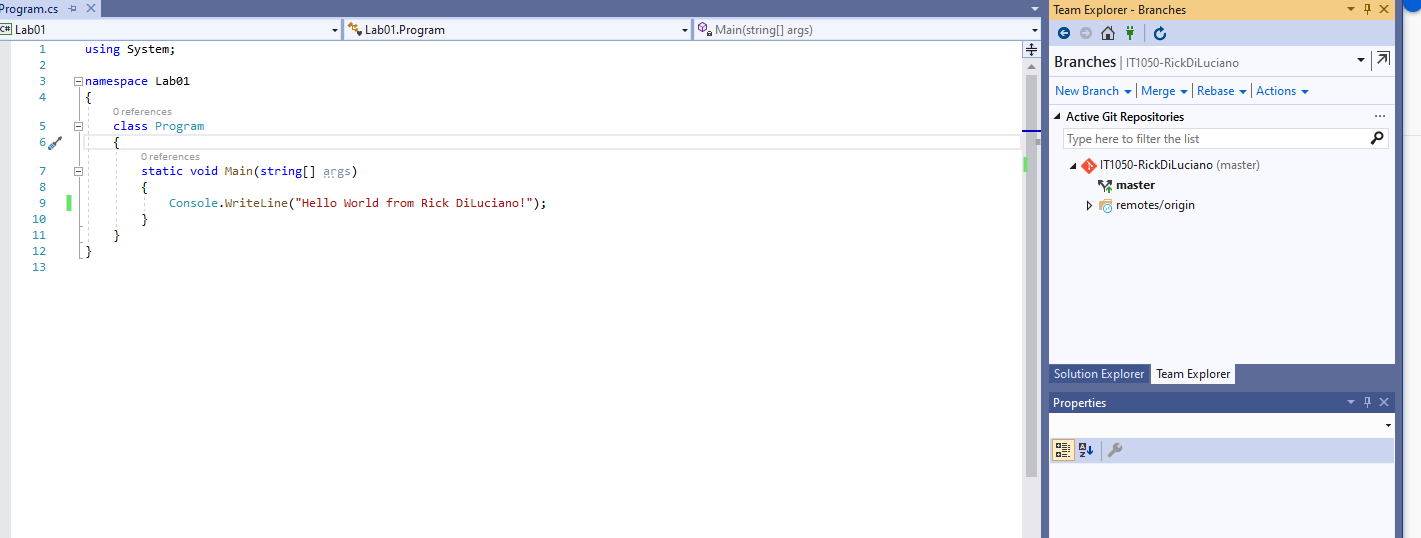 Program.cs
C# Lab01
Lab01.Program
Main(string[] args)
1 using System;
2
3 namespace Lab01
4 {
0 references
5 class Program
6 {
0 references
7 static void Main(string[] args)
8 {
9 Console.WriteLine("Hello World from Rick DiLuciano!");
10 }
11 }
12 }
13
Team Explorer - Branches
Branches | IT1050-RickDiLuciano
New Branch | Merge | Rebase | Actions
Active Git Repositories
...
Type here to filter the list
IT1050-RickDiLuciano (master)
master
remotes/origin
Solution Explorer Team Explorer
Properties
A
Z